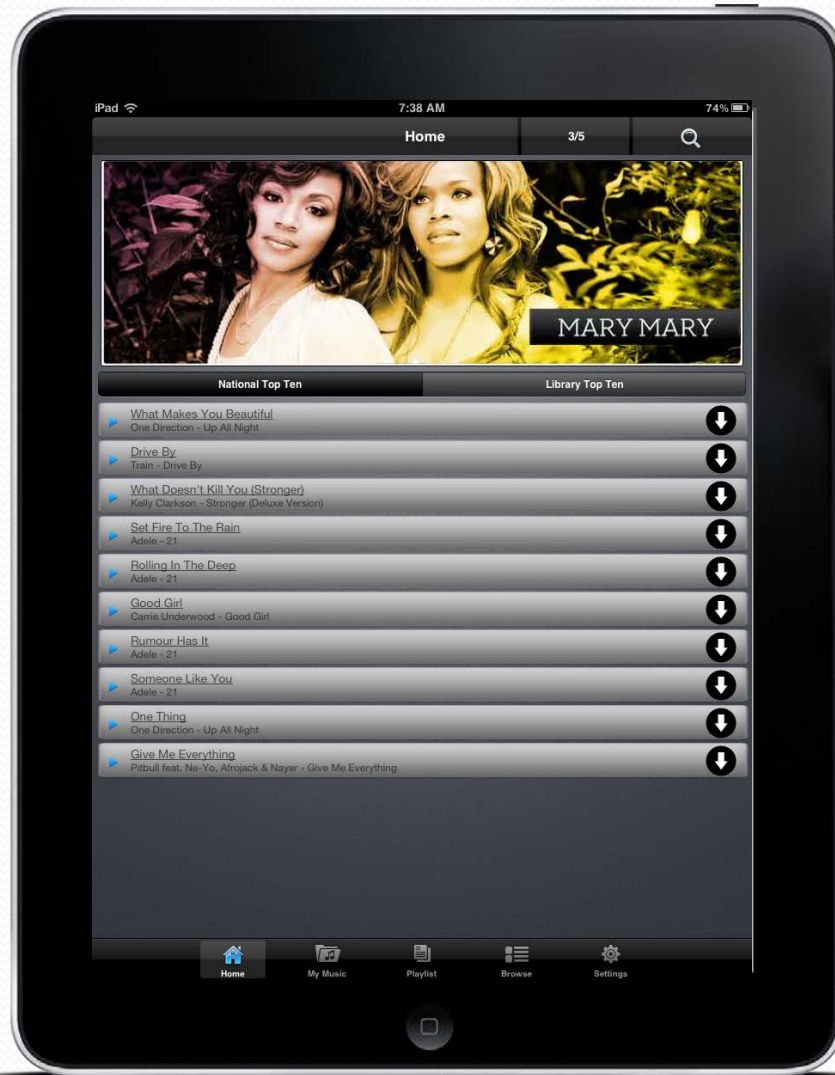 iPad 7:38 AM 74%
Home 3/5
MARY MARY
National Top Ten Library Top Ten
What Makes You Beautiful
One Direction - Up All Night
Drive By
Train - Drive By
What Doesn't Kill You (Stronger)
Kelly Clarkson - Stronger (Deluxe Version)
Set Fire To The Rain
Adele - 21
Rolling In The Deep
Adele - 21
Good Girl
Carrie Underwood - Good Girl
Rumour Has It
Adele - 21
Someone Like You
Adele - 21
One Thing
One Direction - Up All Night
Give Me Everything
Pitbull feat. Ne-Yo, Afrojack & Nayer - Give Me Everything
Home My Music Playlist Browse Settings